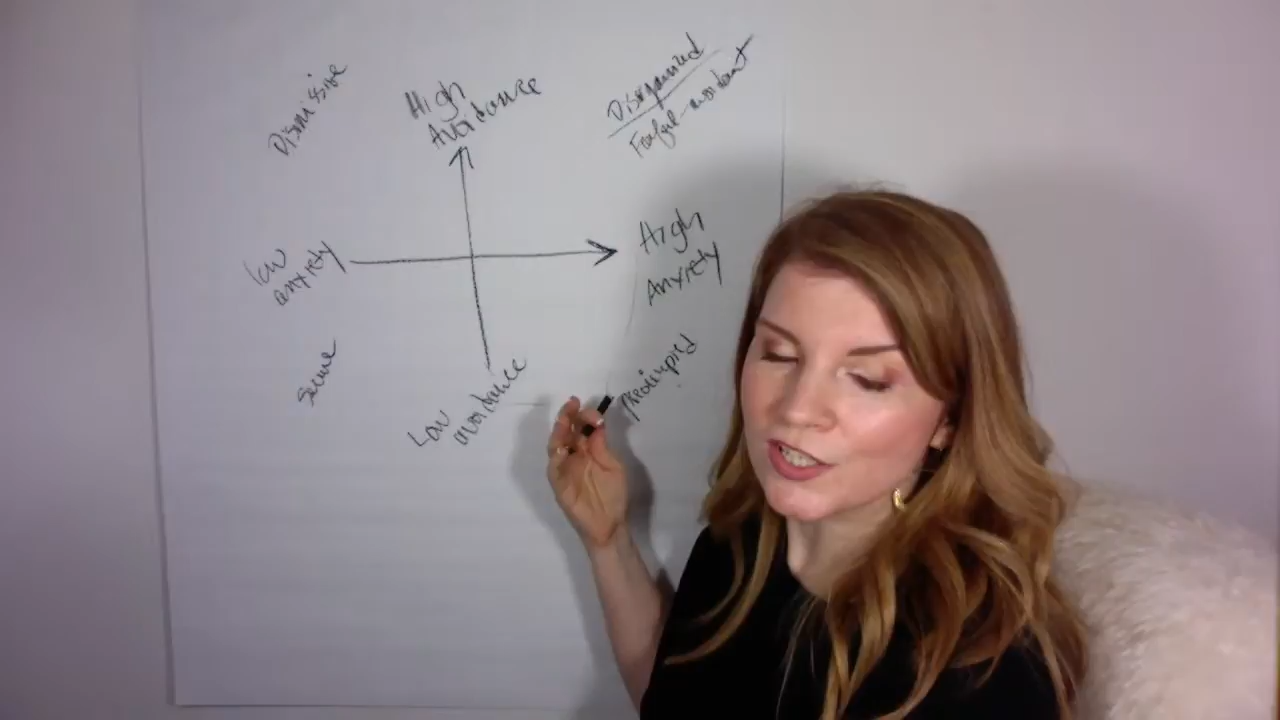 Dismissive
High
Avoidance
Disorganized
Fearful-avoidant
Low
anxiety
High
Anxiety
Secure
Low
avoidance
preoccupied